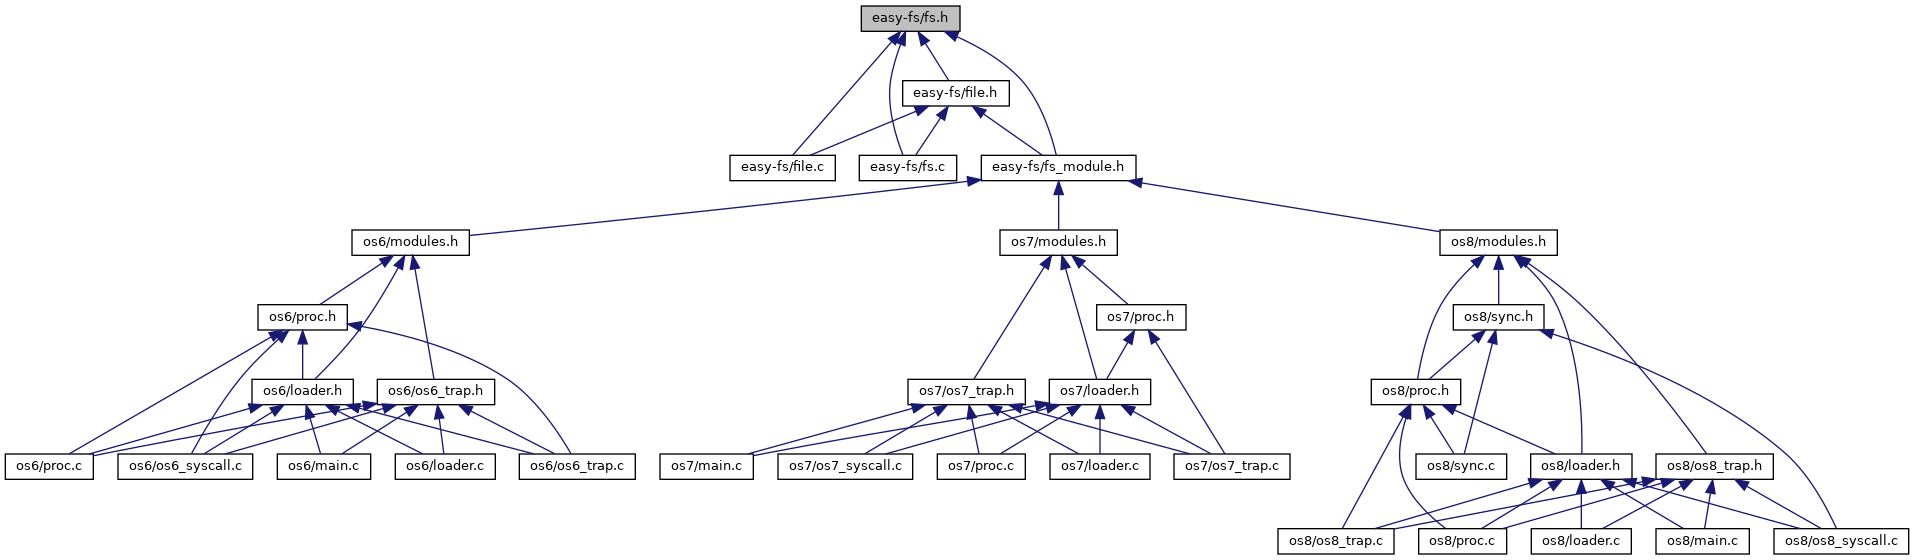 easy-fs/fs.h
easy-fs/file.h
easy-fs/file.c
easy-fs/fs.c
easy-fs/fs_module.h
os6/modules.h
os7/modules.h
os8/modules.h
os6/proc.h
os7/proc.h
os8/sync.h
os6/loader.h
os6/os6_trap.h
os7/os7_trap.h
os7/loader.h
os8/proc.h
os6/proc.c
os6/os6_syscall.c
os6/main.c
os6/loader.c
os6/os6_trap.c
os7/main.c
os7/os7_syscall.c
os7/proc.c
os7/loader.c
os7/os7_trap.c
os8/sync.c
os8/loader.h
os8/os8_trap.h
os8/os8_trap.c
os8/proc.c
os8/loader.c
os8/main.c
os8/os8_syscall.c